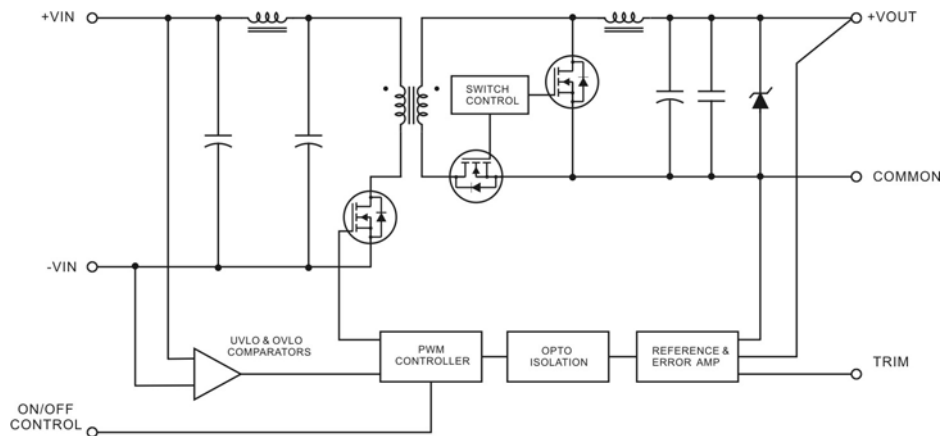 +VIN
+VOUT
SWITCH
CONTROL
COMMON
-VIN
UVLO & OVLO
COMPARATORS
PWM
CONTROLLER
OPTO
ISOLATION
REFERENCE &
ERROR AMP
TRIM
ON/OFF
CONTROL